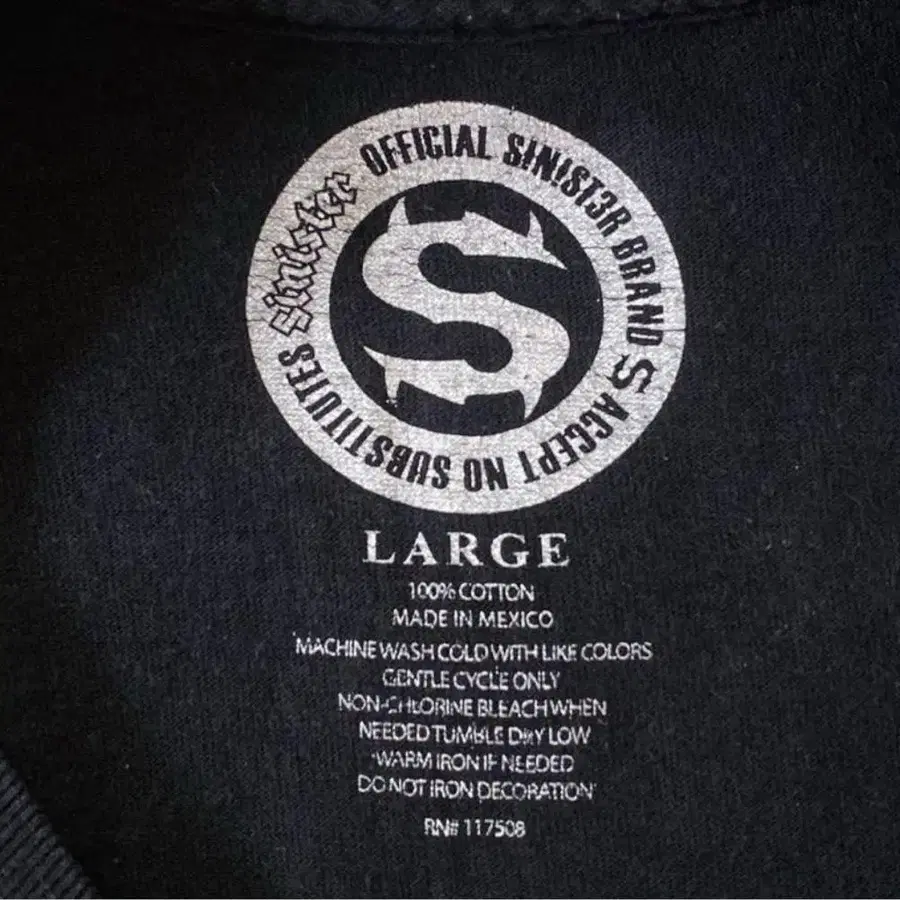 sinister OFFICIAL S!N!ST3R BRAND S ACCEPT NO SUBSTITUTES
S
LARGE
100% COTTON
MADE IN MEXICO
MACHINE WASH COLD WITH LIKE COLORS
GENTLE CYCLE ONLY
NON-CHLORINE BLEACH WHEN
NEEDED TUMBLE DRY LOW
WARM IRON IF NEEDED
DO NOT IRON DECORATION
RN# 117508